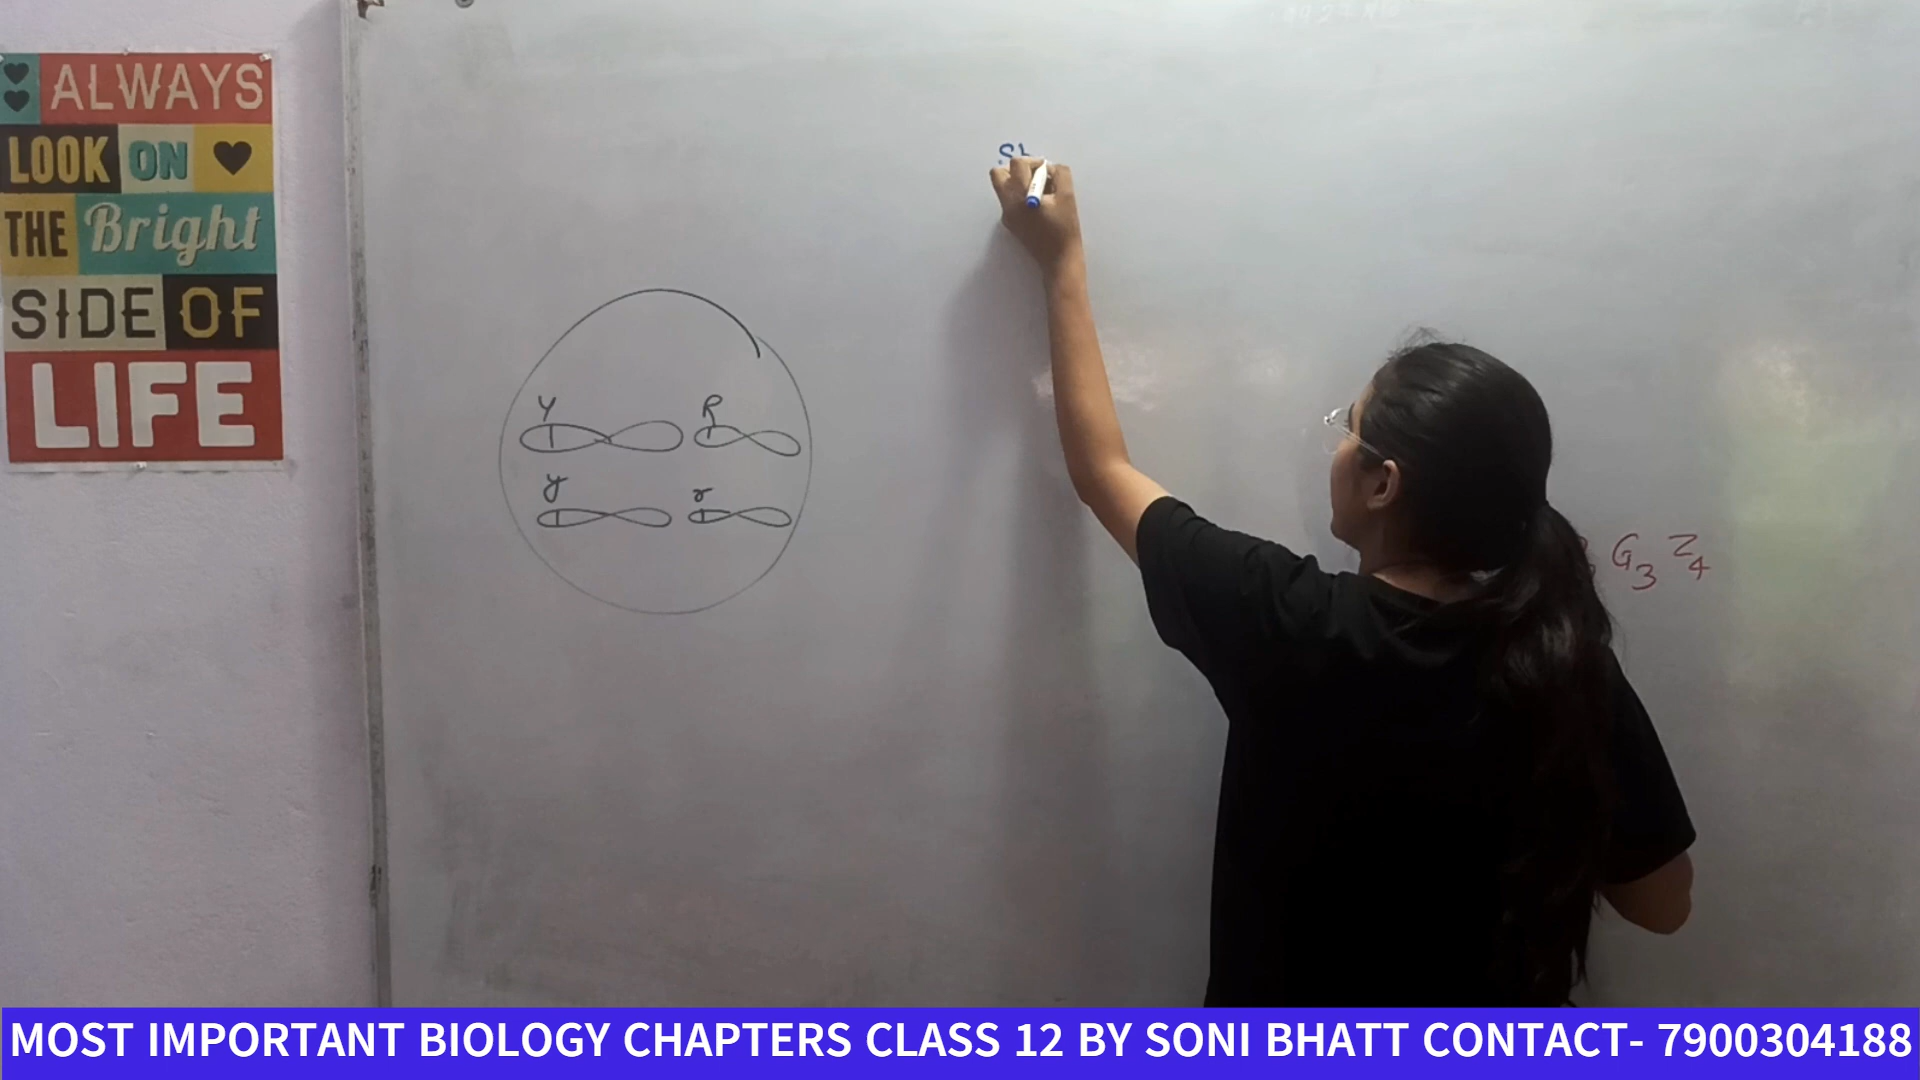 ALWAYS
LOOK ON
THE Bright
SIDE OF
LIFE
Y R
y r
G3 Z4
MOST IMPORTANT BIOLOGY CHAPTERS CLASS 12 BY SONI BHATT CONTACT- 7900304188